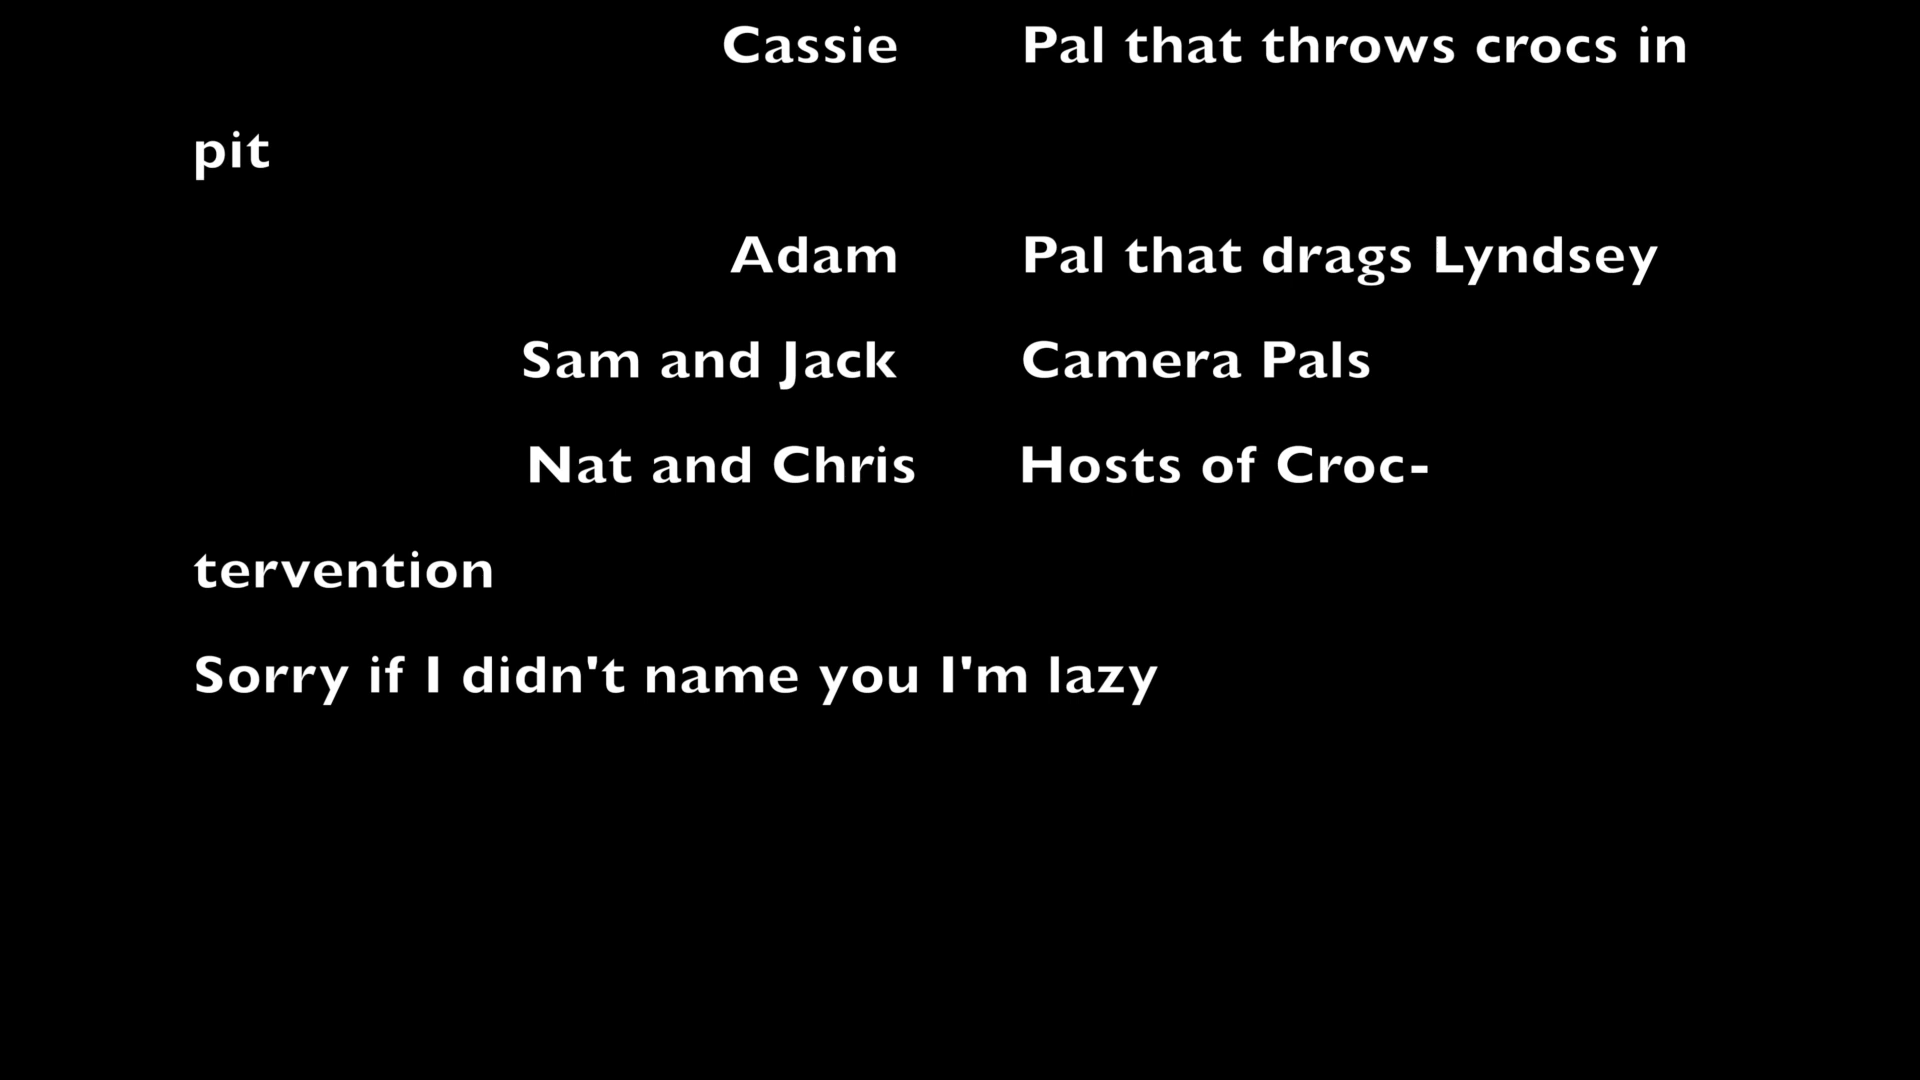 Cassie Pal that throws crocs in
pit
Adam Pal that drags Lyndsey
Sam and Jack Camera Pals
Nat and Chris Hosts of Croc-
tervention
Sorry if I didn't name you I'm lazy